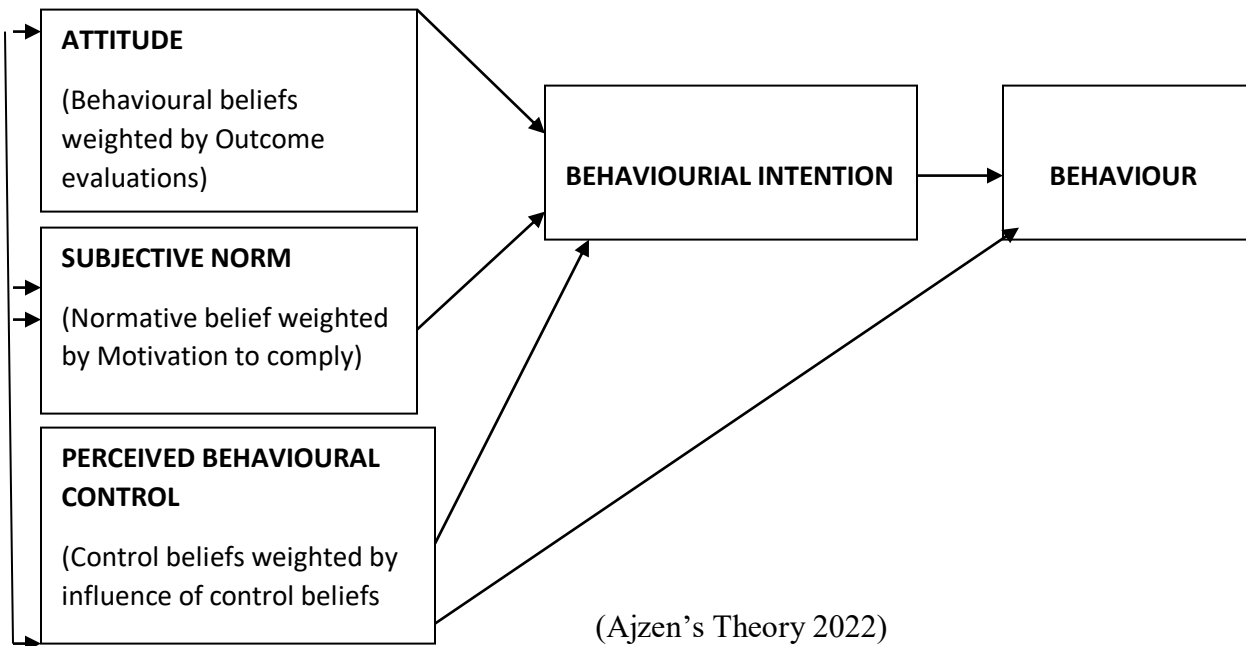 ATTITUDE
(Behavioural beliefs
weighted by Outcome
evaluations)
SUBJECTIVE NORM
(Normative belief weighted
by Motivation to comply)
PERCEIVED BEHAVIOURAL
CONTROL
(Control beliefs weighted by
influence of control beliefs
BEHAVIOURIAL INTENTION
BEHAVIOUR
(Ajzen’s Theory 2022)